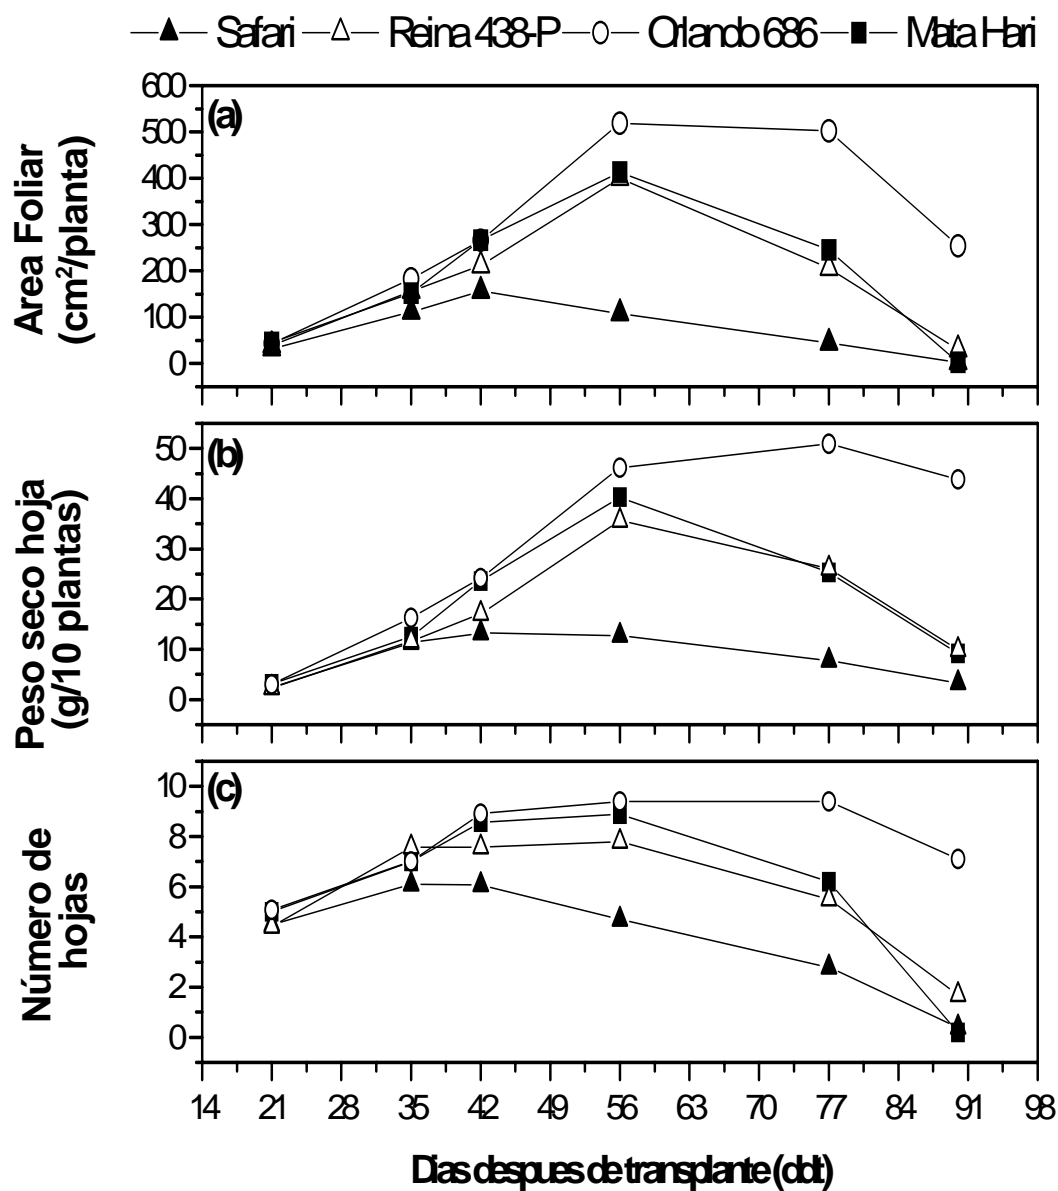 Safari Reina 438-P Orlando 686 Mata Hari
(a)
Area Foliar
(cm²/planta)
600
500
400
300
200
100
0
(b)
Peso seco hoja
(g/10 plantas)
50
40
30
20
10
0
(c)
Número de
hojas
10
8
6
4
2
0
14 21 28 35 42 49 56 63 70 77 84 91 98
Dias despues de transplante (ddt)